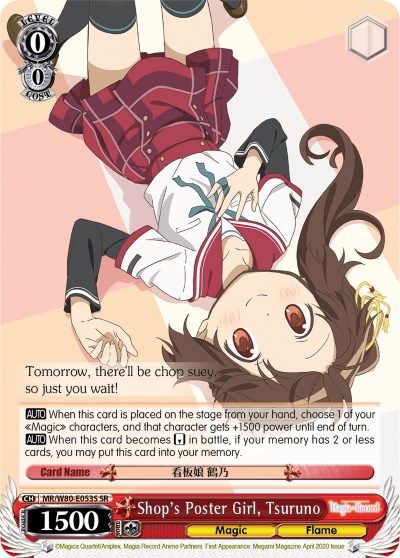 LEVEL
0
0
COST
Tomorrow, there'll be chop suey,
so just you wait!
AUTO When this card is placed on the stage from your hand, choose 1 of your
«Magic» characters, and that character gets +1500 power until end of turn.
AUTO When this card becomes in battle, if your memory has 2 or less
cards, you may put this card into your memory.
Card Name 看板娘 鶴乃
CH MR/W80-E053S SR
POWER 1500 Shop's Poster Girl, Tsuruno Magia Record
Magic Flame
©Magica Quartet/Aniplex, Magia Record Anime Partners. First Appearance: Megami Magazine April 2020 Issue